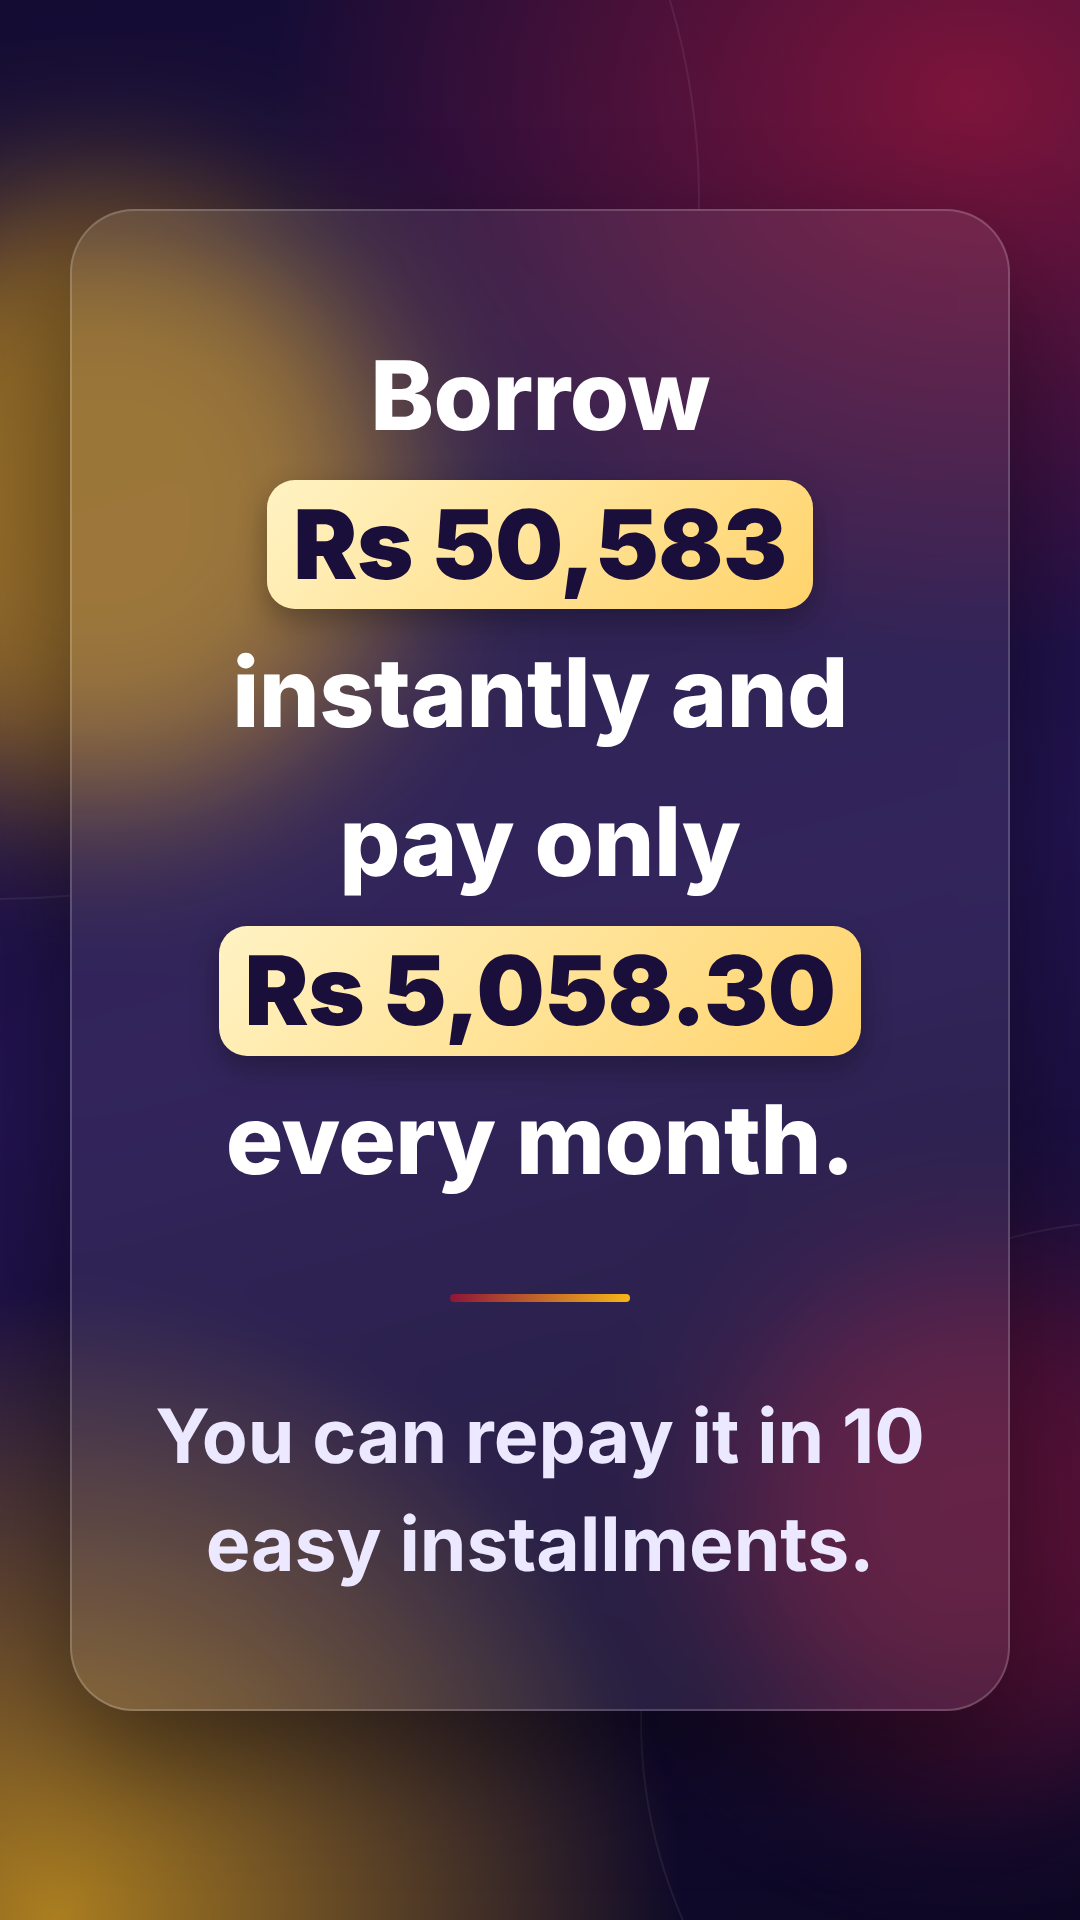 Borrow
Rs 50,583
instantly and
pay only
Rs 5,058.30
every month.
You can repay it in 10
easy installments.